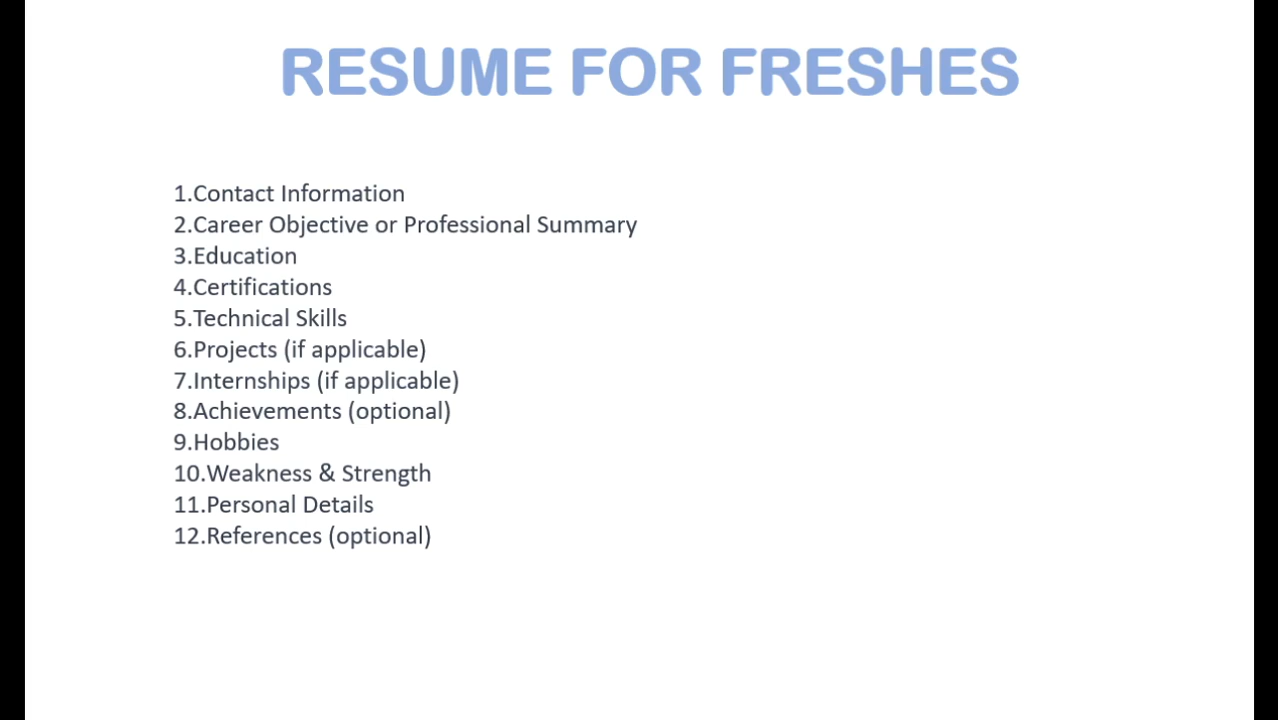 RESUME FOR FRESHES
1.Contact Information
2.Career Objective or Professional Summary
3.Education
4.Certifications
5.Technical Skills
6.Projects (if applicable)
7.Internships (if applicable)
8.Achievements (optional)
9.Hobbies
10.Weakness & Strength
11.Personal Details
12.References (optional)